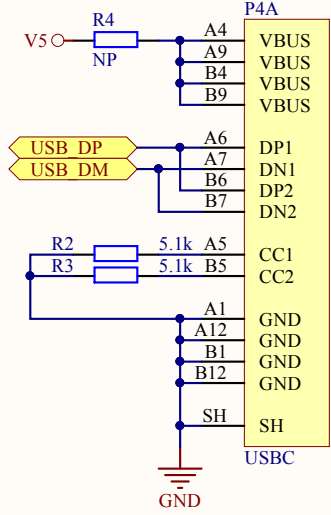 R4 A4 P4A
V5 VBUS
NP A9 VBUS
B4 VBUS
B9 VBUS
USB_DP A6 DP1
USB_DM A7 DN1
B6 DP2
B7 DN2
R2 5.1k A5 CC1
R3 5.1k B5 CC2
A1 GND
A12 GND
B1 GND
B12 GND
SH SH
USBC
GND